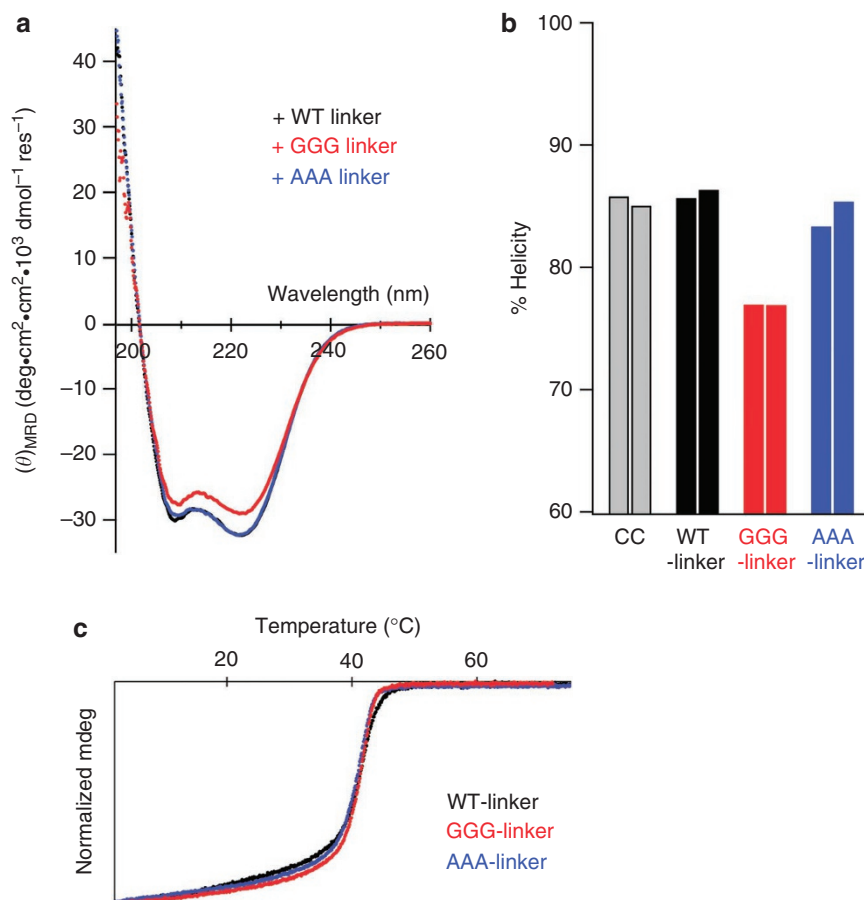 a
40
30
20
10
0
−10
−20
−30
(θ)MRD (deg•cm²•cm²•10³ dmol⁻¹ res⁻¹)
+ WT linker
+ GGG linker
+ AAA linker
Wavelength (nm)
200 220 240 260
b
100
90
80
70
60
% Helicity
CC WT GGG AAA
-linker -linker -linker
c
Temperature (°C)
20 40 60
Normalized mdeg
WT-linker
GGG-linker
AAA-linker